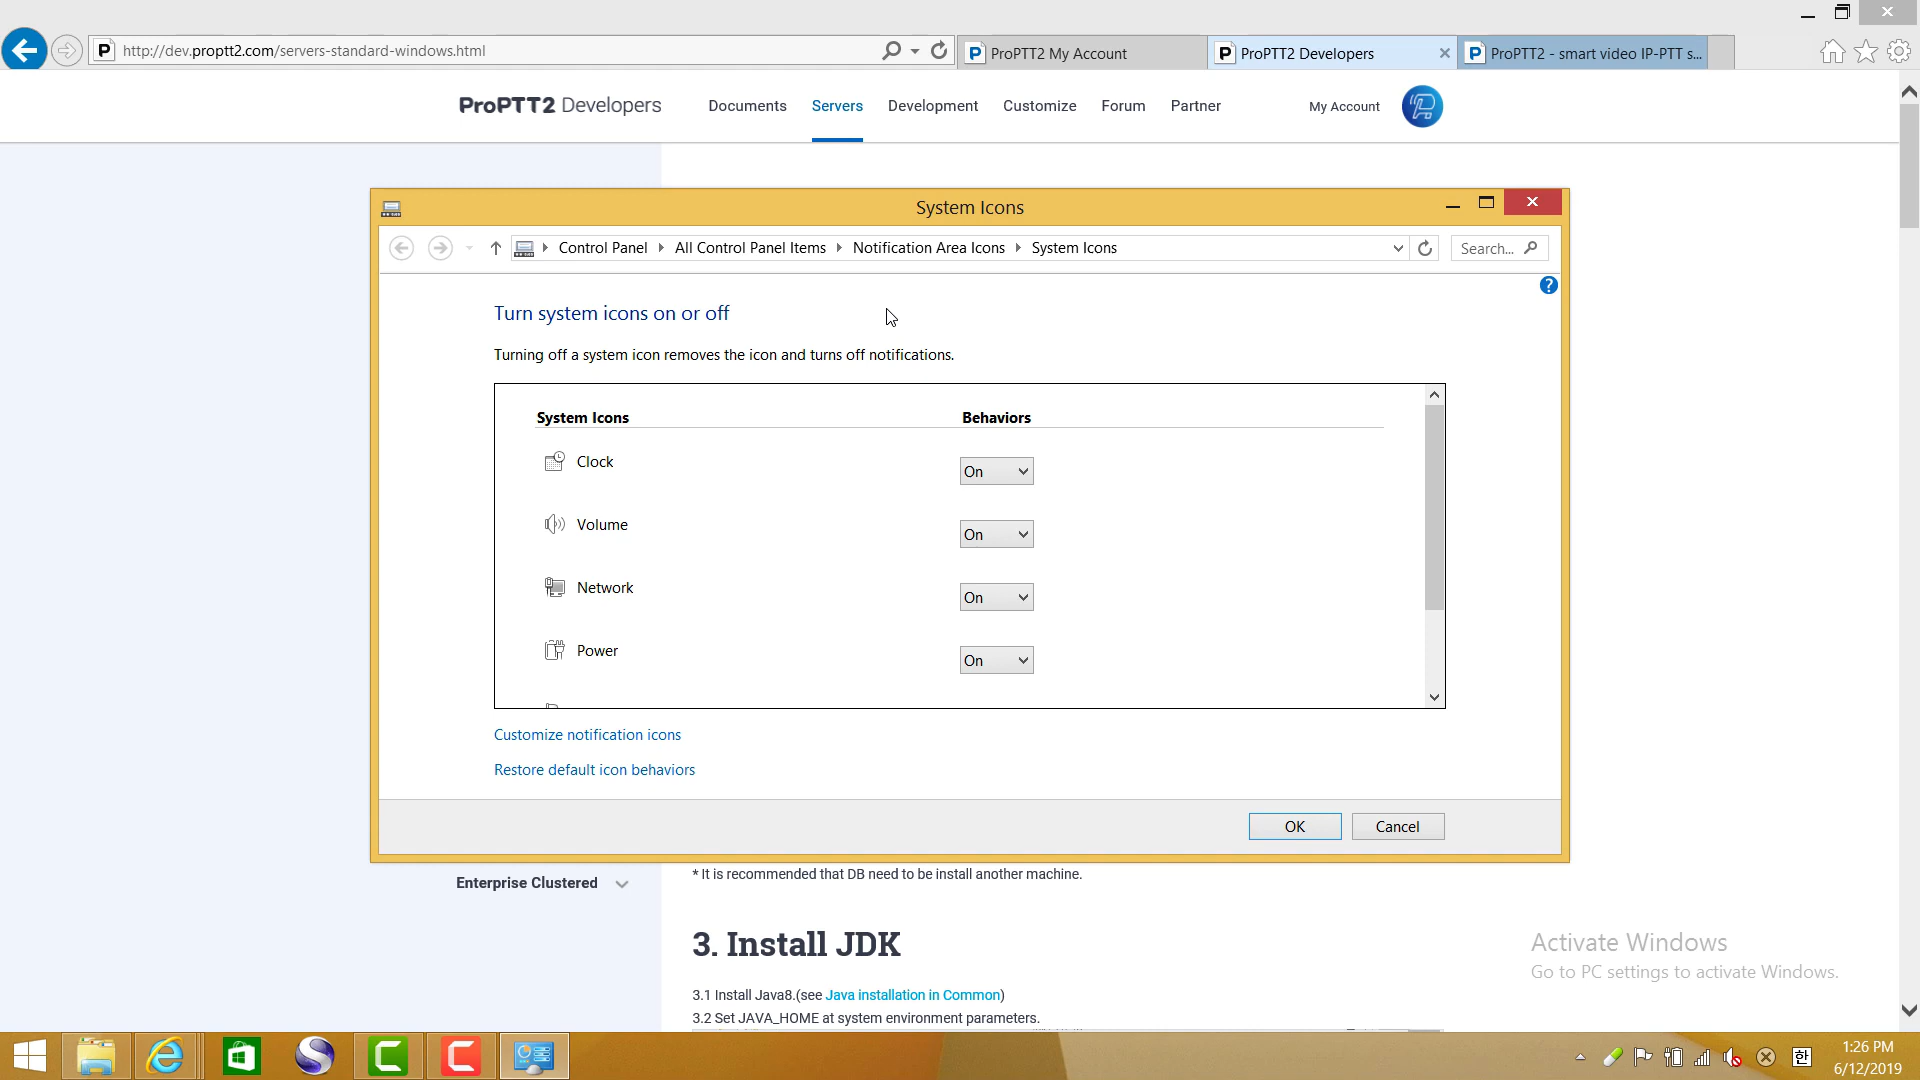 http://dev.proptt2.com/servers-standard-windows.html
ProPTT2 My Account
ProPTT2 Developers
ProPTT2 - smart video IP-PTT s...
ProPTT2 Developers
Documents
Servers
Development
Customize
Forum
Partner
My Account
System Icons
Control Panel
All Control Panel Items
Notification Area Icons
System Icons
Search...
Turn system icons on or off
Turning off a system icon removes the icon and turns off notifications.
System Icons
Behaviors
Clock
On
Volume
On
Network
On
Power
On
Customize notification icons
Restore default icon behaviors
OK
Cancel
Enterprise Clustered
* It is recommended that DB need to be install another machine.
3. Install JDK
3.1 Install Java8.(see Java installation in Common)
3.2 Set JAVA_HOME at system environment parameters.
Activate Windows
Go to PC settings to activate Windows.
한
1:26 PM
6/12/2019